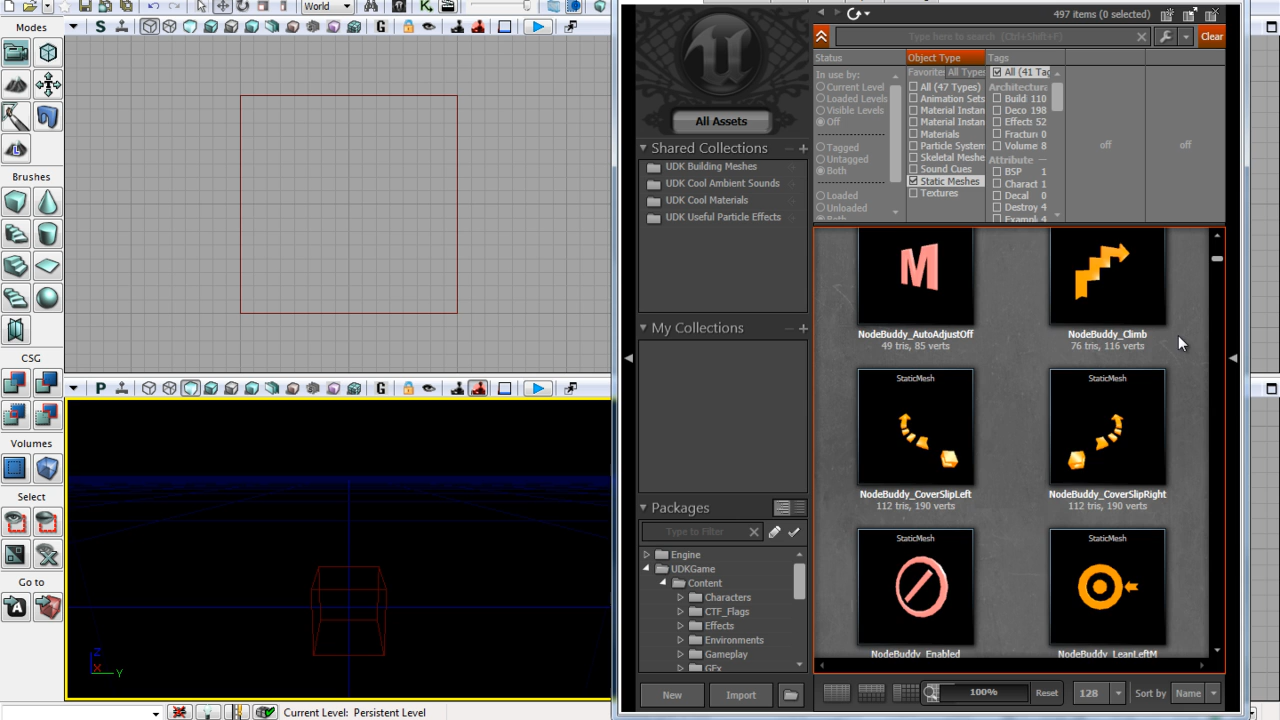 497 items (0 selected)
Modes
World
S
G
K
Type here to search (Ctrl+Shift+F)
Clear
Status
Object Type
Tags
In use by:
Favorites
All Types
All (41 Tag
Current Level
Loaded Levels
Visible Levels
Off
Tagged
Untagged
Both
Loaded
Unloaded
Both
All (47 Types)
Animation Sets
Material Instan
Material Instan
Materials
Particle System
Skeletal Meshe
Sound Cues
Static Meshes
Textures
Architectura
Build 110
Deco 198
Effects 52
Fractur 0
Volume 8
Attribute
BSP 1
Charact 1
Decal 0
Destroy 4
Exampl 4
off
off
All Assets
Shared Collections
UDK Building Meshes
UDK Cool Ambient Sounds
UDK Cool Materials
UDK Useful Particle Effects
My Collections
Packages
Type to Filter
Engine
UDKGame
Content
Characters
CTF_Flags
Effects
Environments
Gameplay
GFx
New
Import
Brushes
CSG
Volumes
Select
Go to
P
G
Z
X
Y
M
NodeBuddy_AutoAdjustOff
49 tris, 85 verts
NodeBuddy_Climb
76 tris, 116 verts
StaticMesh
StaticMesh
NodeBuddy_CoverSlipLeft
112 tris, 190 verts
NodeBuddy_CoverSlipRight
112 tris, 190 verts
StaticMesh
StaticMesh
NodeBuddy_Enabled
NodeBuddy_LeanLeftM
100%
Reset
128
Sort by
Name
Current Level: Persistent Level